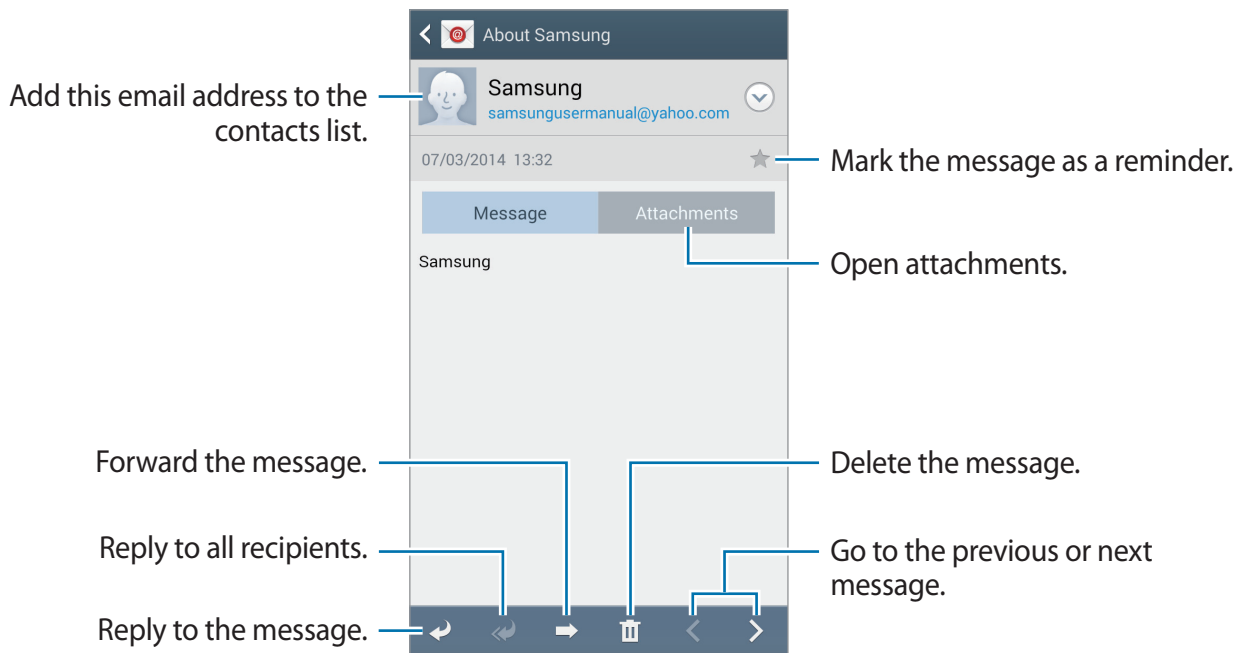 About Samsung
Add this email address to the
contacts list.
Samsung
samsungusermanual@yahoo.com
07/03/2014 13:32
Mark the message as a reminder.
Message
Attachments
Open attachments.
Samsung
Forward the message.
Delete the message.
Reply to all recipients.
Go to the previous or next
message.
Reply to the message.